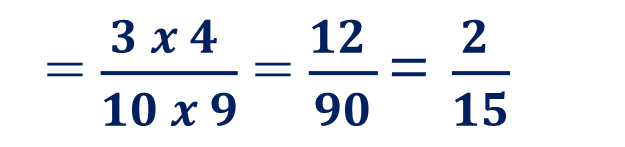 = 3 x 4 / 10 x 9 = 12 / 90 = 2 / 15